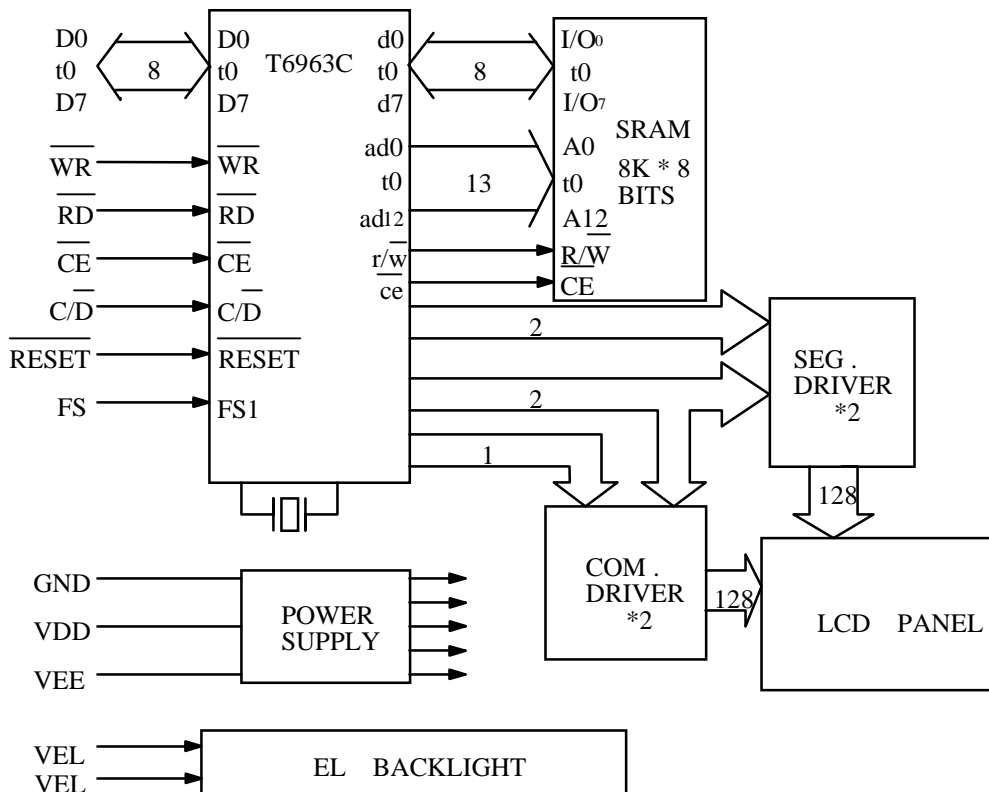 D0
t0
D7
8
D0
t0
D7
T6963C
d0
t0
d7
8
I/O0
t0
I/O7
SRAM
8K * 8
BITS
WR
WR
ad0
t0
ad12
13
A0
t0
A12
RD
RD
CE
CE
r/w
ce
R/W
CE
C/D
C/D
2
RESET
RESET
SEG .
DRIVER
*2
FS
FS1
2
1
128
GND
VDD
VEE
POWER
SUPPLY
COM .
DRIVER
*2
128
LCD PANEL
VEL
VEL
EL BACKLIGHT